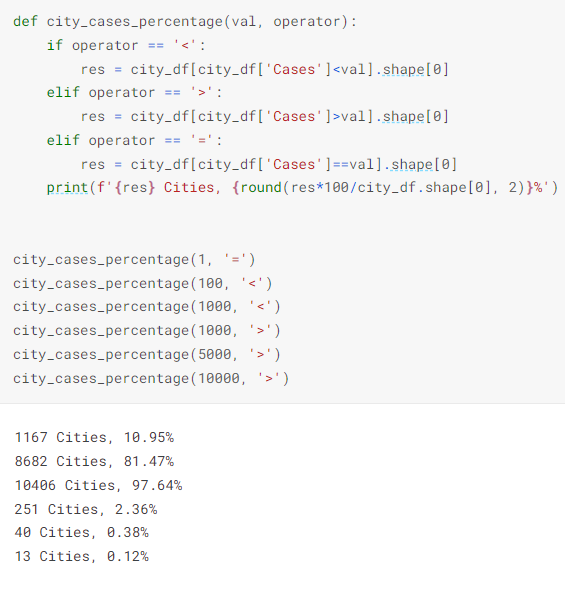 def city_cases_percentage(val, operator):
    if operator == '<':
        res = city_df[city_df['Cases']<val].shape[0]
    elif operator == '>':
        res = city_df[city_df['Cases']>val].shape[0]
    elif operator == '=':
        res = city_df[city_df['Cases']==val].shape[0]
    print(f'{res} Cities, {round(res*100/city_df.shape[0], 2)}%')
city_cases_percentage(1, '=')
city_cases_percentage(100, '<')
city_cases_percentage(1000, '<')
city_cases_percentage(1000, '>')
city_cases_percentage(5000, '>')
city_cases_percentage(10000, '>')
1167 Cities, 10.95%
8682 Cities, 81.47%
10406 Cities, 97.64%
251 Cities, 2.36%
40 Cities, 0.38%
13 Cities, 0.12%